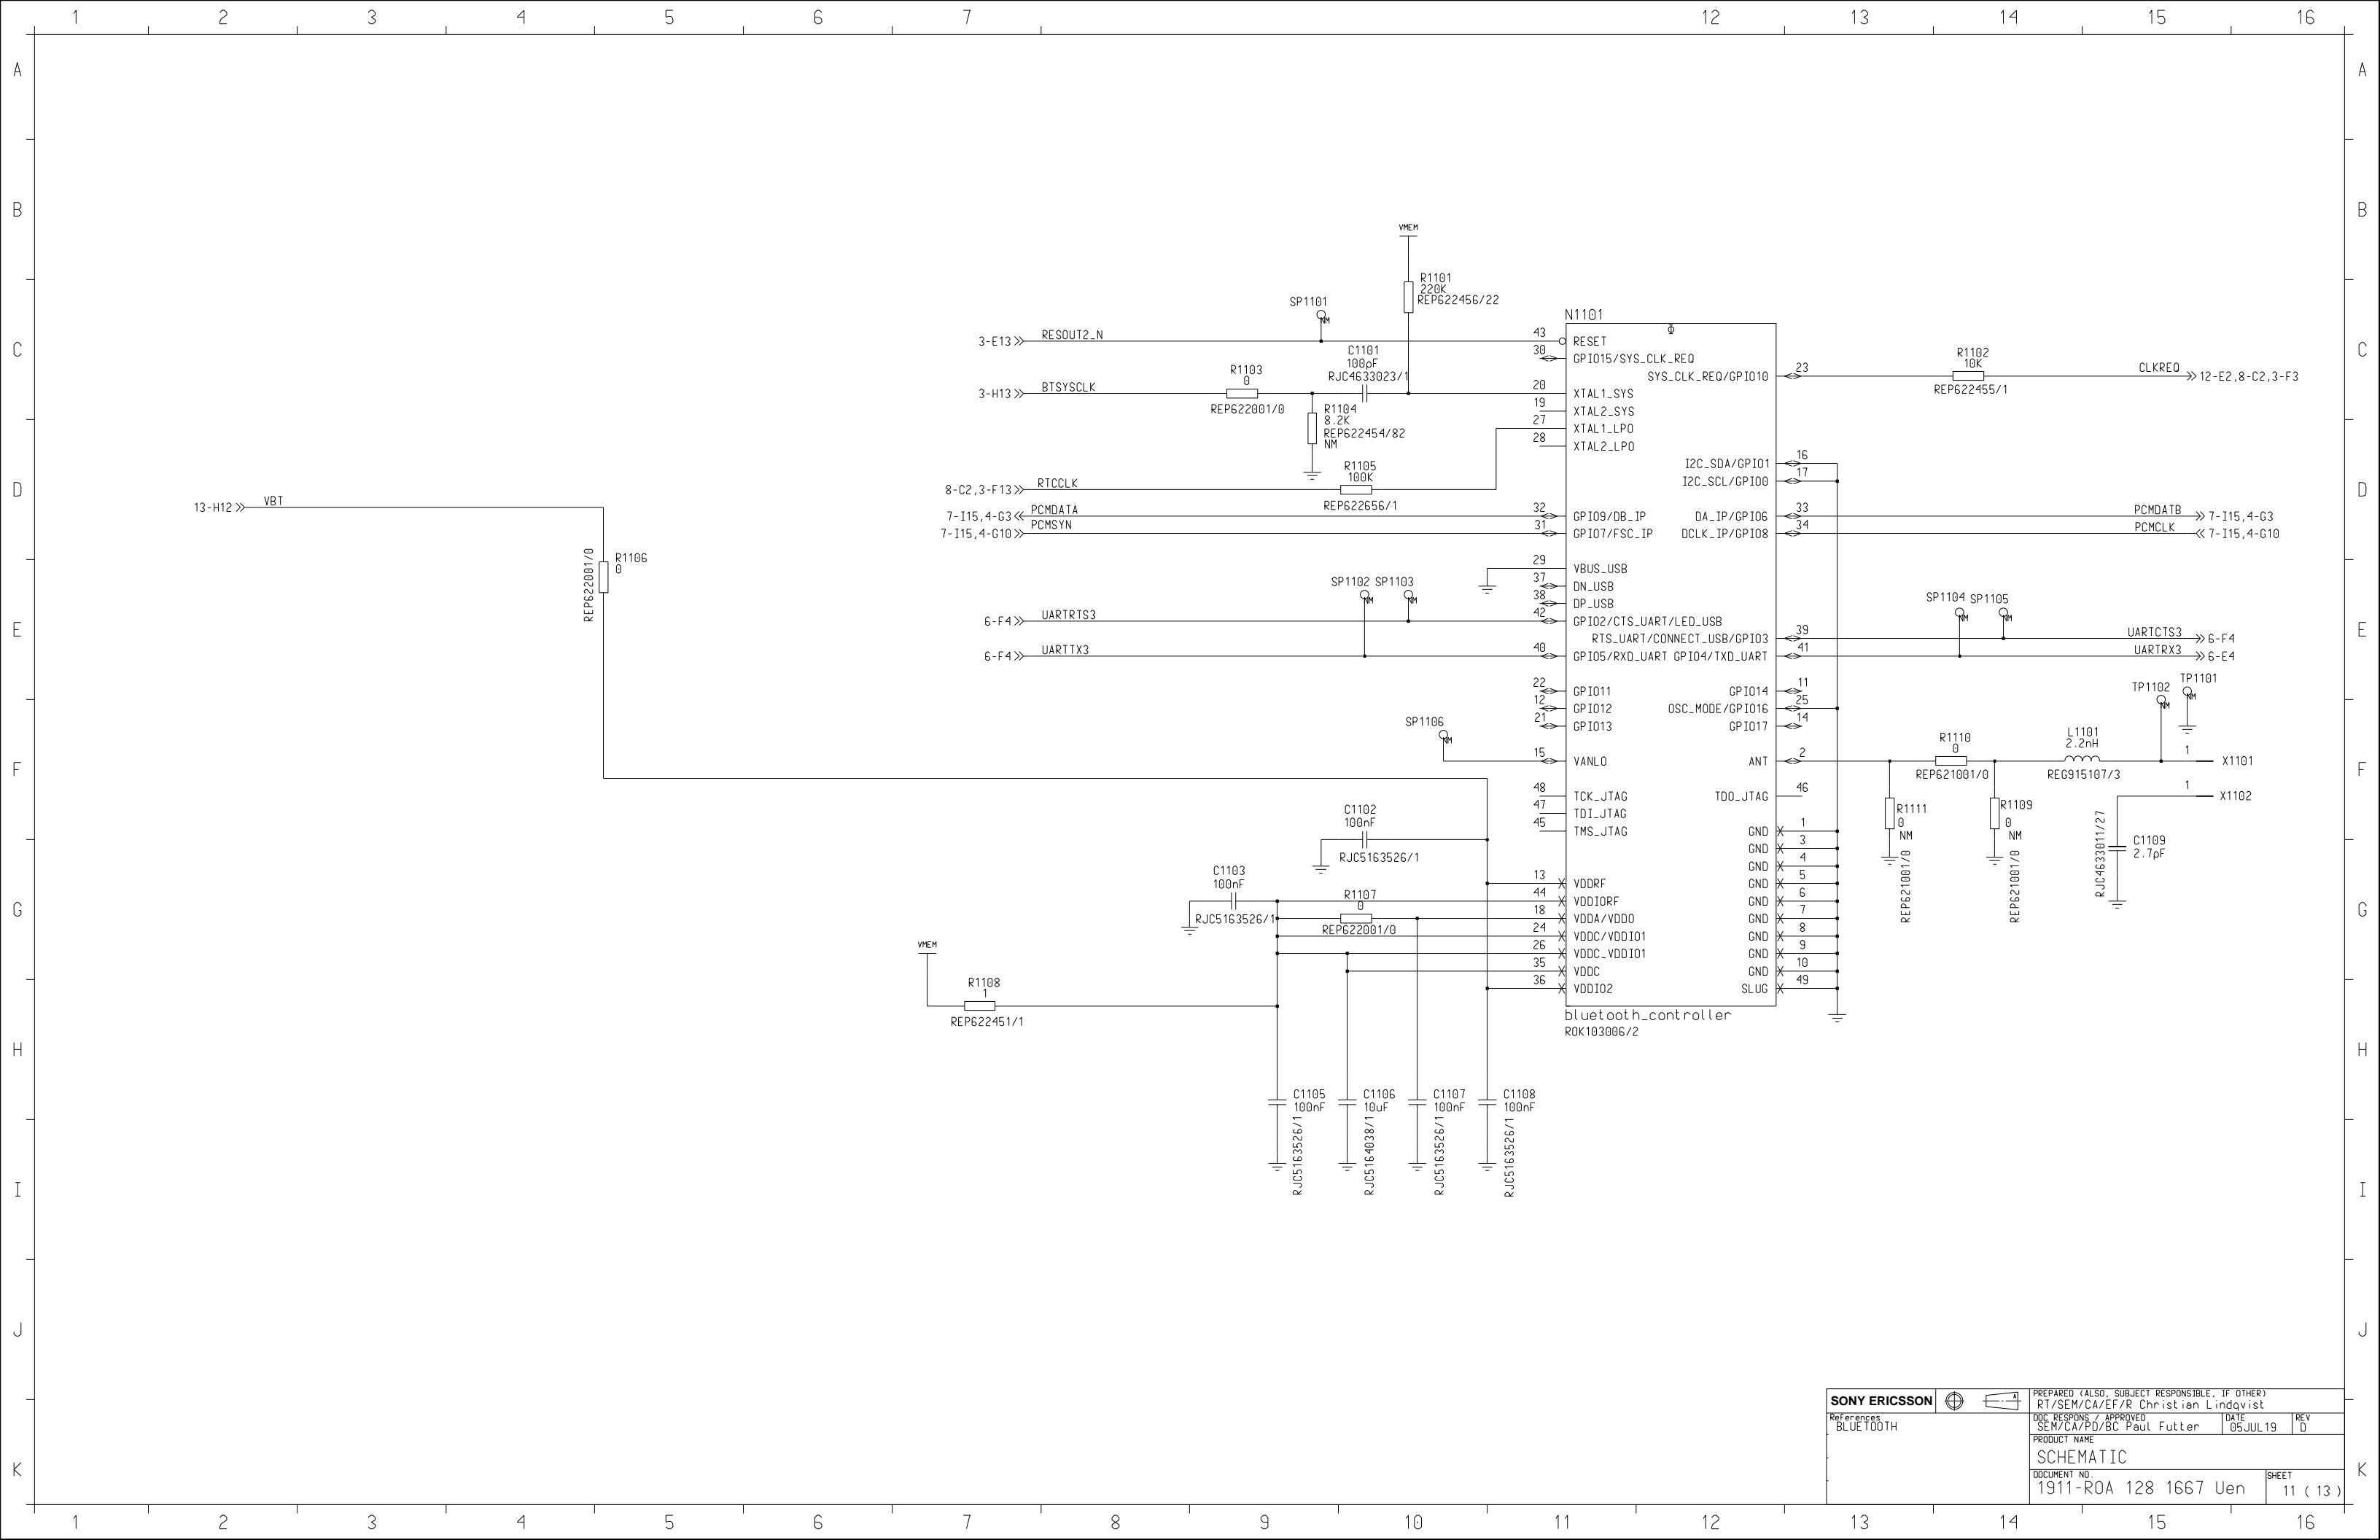 1 2 3 4 5 6 7 12 13 14 15 16
A A
B B
C C
D D
E E
F F
G G
H H
I I
J J
K K
VMEM
R1101
220K
REP622456/22
SP1101
NM
3-E13 RESOUT2_N
3-H13 BTSYSCLK
R1103
0
REP622001/0
C1101
100pF
RJC4633023/1
R1104
8.2K
REP622454/82
NM
8-C2,3-F13 RTCCLK
R1105
100K
REP622656/1
7-I15,4-G3 PCMDATA
7-I15,4-G10 PCMSYN
13-H12 VBT
R1106
0
REP622001/0
SP1102 SP1103
NM NM
6-F4 UARTRTS3
6-F4 UARTTX3
SP1106
NM
C1102
100nF
RJC5163526/1
C1103
100nF
RJC5163526/1
R1107
0
REP622001/0
VMEM
R1108
1
REP622451/1
C1105
100nF
RJC5163526/1
C1106
10uF
RJC5164038/1
C1107
100nF
RJC5163526/1
C1108
100nF
RJC5163526/1
N1101
43 RESET
30 GPIO15/SYS_CLK_REQ
SYS_CLK_REQ/GPIO10 23
20 XTAL1_SYS
19 XTAL2_SYS
27 XTAL1_LPO
28 XTAL2_LPO
I2C_SDA/GPIO1 16
I2C_SCL/GPIO0 17
32 GPIO9/DB_IP DA_IP/GPIO6 33
31 GPIO7/FSC_IP DCLK_IP/GPIO8 34
29 VBUS_USB
37 DN_USB
38 DP_USB
42 GPIO2/CTS_UART/LED_USB
RTS_UART/CONNECT_USB/GPIO3 39
40 GPIO5/RXD_UART GPIO4/TXD_UART 41
22 GPIO11 GPIO14 11
12 GPIO12 OSC_MODE/GPIO16 25
21 GPIO13 GPIO17 14
15 VANLO ANT 2
48 TCK_JTAG TDO_JTAG 46
47 TDI_JTAG
45 TMS_JTAG GND 1
GND 3
GND 4
13 VDDRF GND 5
44 VDDIORF GND 6
18 VDDA/VDDO GND 7
24 VDDC/VDDIO1 GND 8
26 VDDC_VDDIO1 GND 9
35 VDDC GND 10
36 VDDIO2 SLUG 49
bluetooth_controller
ROK103006/2
R1102
10K
REP622455/1
CLKREQ 12-E2,8-C2,3-F3
PCMDATB 7-I15,4-G3
PCMCLK 7-I15,4-G10
SP1104 SP1105
NM NM
UARTCTS3 6-F4
UARTRX3 6-E4
TP1102 TP1101
NM NM
R1110
0
REP621001/0
L1101
2.2nH
REG915107/3
1 X1101
1 X1102
R1111
0
NM
REP621001/0
R1109
0
NM
REP621001/0
C1109
2.7pF
RJC4633011/27
SONY ERICSSON
A
PREPARED (ALSO, SUBJECT RESPONSIBLE, IF OTHER)
RT/SEM/CA/EF/R Christian Lindqvist
References
BLUETOOTH
DOC RESPONS / APPROVED
SEM/CA/PD/BC Paul Futter
DATE
05JUL19
REV
D
PRODUCT NAME
SCHEMATIC
DOCUMENT NO.
1911-ROA 128 1667 Uen
SHEET
11 ( 13 )
1 2 3 4 5 6 7 8 9 10 11 12 13 14 15 16